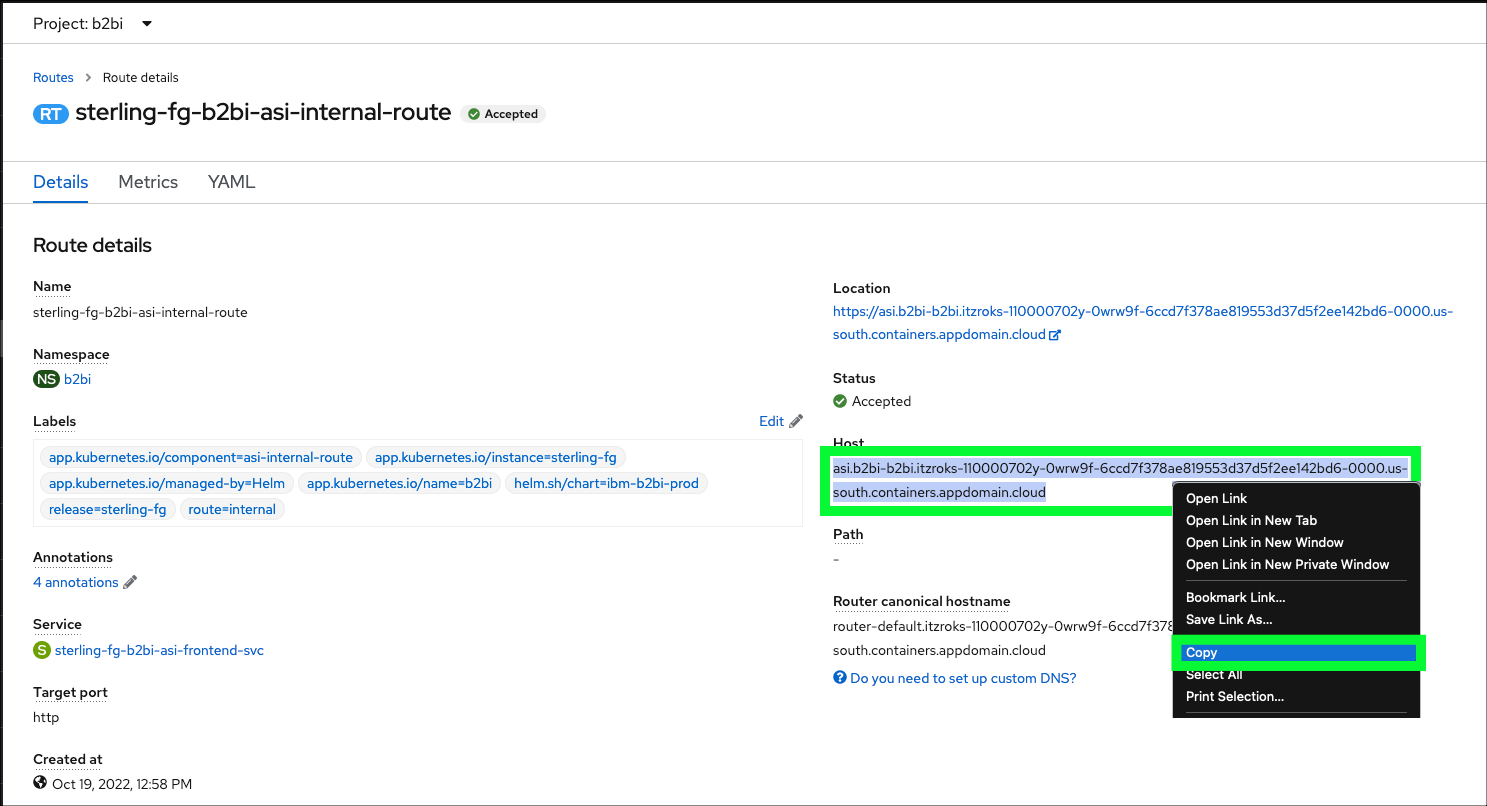 Project: b2bi
Routes > Route details
RT sterling-fg-b2bi-asi-internal-route Accepted
Details Metrics YAML
Route details
Name
sterling-fg-b2bi-asi-internal-route
Namespace
NS b2bi
Labels Edit
app.kubernetes.io/component=asi-internal-route app.kubernetes.io/instance=sterling-fg
app.kubernetes.io/managed-by=Helm app.kubernetes.io/name=b2bi helm.sh/chart=ibm-b2bi-prod
release=sterling-fg route=internal
Annotations
4 annotations
Service
S sterling-fg-b2bi-asi-frontend-svc
Target port
http
Created at
Oct 19, 2022, 12:58 PM
Location
https://asi.b2bi-b2bi.itzroks-110000702y-0wrw9f-6ccd7f378ae819553d37d5f2ee142bd6-0000.us-
south.containers.appdomain.cloud
Status
Accepted
Host
asi.b2bi-b2bi.itzroks-110000702y-0wrw9f-6ccd7f378ae819553d37d5f2ee142bd6-0000.us-
south.containers.appdomain.cloud
Path
-
Router canonical hostname
router-default.itzroks-110000702y-0wrw9f-6ccd7f378
south.containers.appdomain.cloud
Do you need to set up custom DNS?
Open Link
Open Link in New Tab
Open Link in New Window
Open Link in New Private Window
Bookmark Link...
Save Link As...
Copy
Select All
Print Selection...